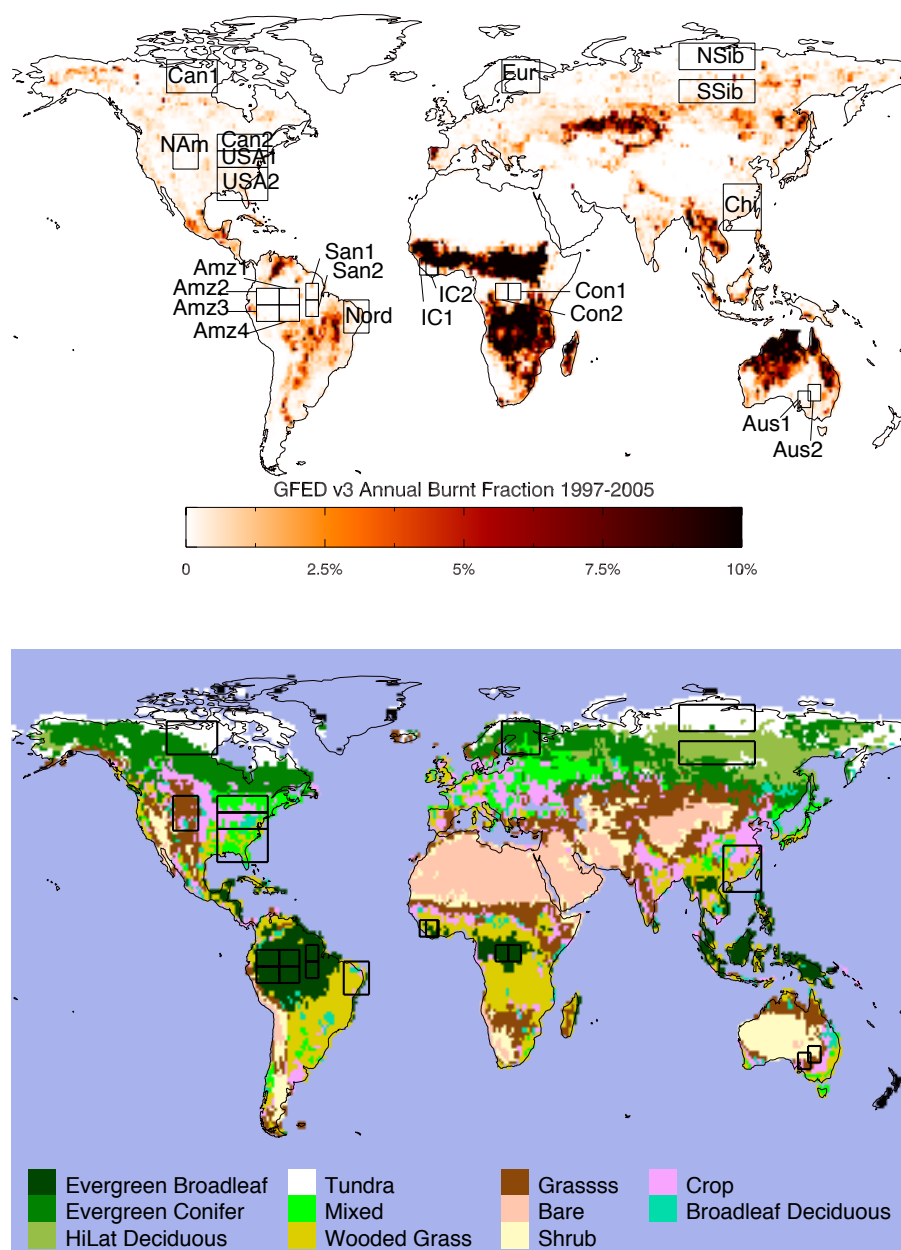 Can1
Eur
NSib
SSib
NAm
Can2
USA1
USA2
Chi
San1
San2
Amz1
Amz2
Amz3
Amz4
Nord
IC2
IC1
Con1
Con2
Aus1
Aus2
GFED v3 Annual Burnt Fraction 1997-2005
0 2.5% 5% 7.5% 10%
Evergreen Broadleaf Tundra Grassss Crop
Evergreen Conifer Mixed Bare Broadleaf Deciduous
HiLat Deciduous Wooded Grass Shrub